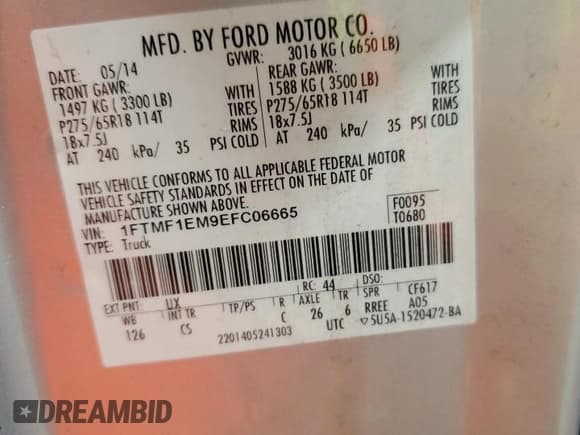 MFD. BY FORD MOTOR CO.
DATE: 05/14 GVWR: 3016 KG ( 6650 LB)
FRONT GAWR: REAR GAWR:
1497 KG ( 3300 LB) WITH 1588 KG ( 3500 LB) WITH
P275/65R18 114T TIRES P275/65R18 114T TIRES
18x7.5J RIMS 18x7.5J RIMS
AT 240 kPa/ 35 PSI COLD AT 240 kPa/ 35 PSI COLD
THIS VEHICLE CONFORMS TO ALL APPLICABLE FEDERAL MOTOR
VEHICLE SAFETY STANDARDS IN EFFECT ON THE DATE OF
MANUFACTURE SHOWN ABOVE.
VIN: 1FTMF1EM9EFC06665 F0095
TYPE: Truck T0680
EXT PNT: UX RC: 44 DSO:
WB INT TR TP/PS R AXLE TR SPR CF617
126 CS C 26 6 RREE A05
2201405241303 UTC ▽5U5A-1520472-BA
DREAMBID